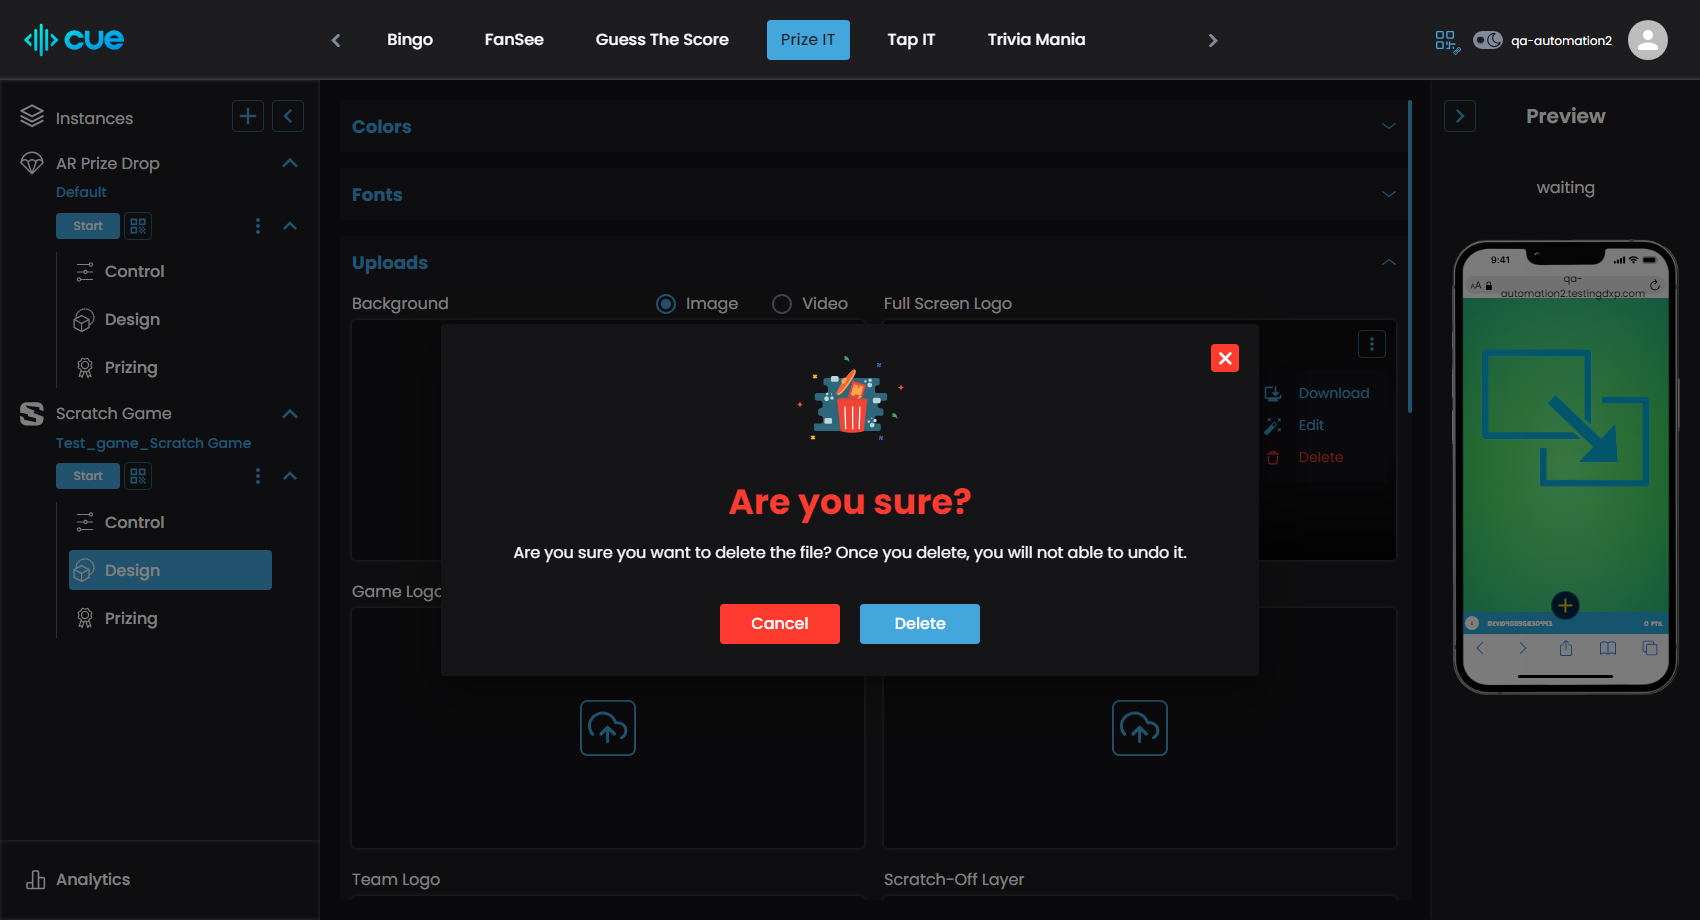 cue
Bingo
FanSee
Guess The Score
Prize IT
Tap IT
Trivia Mania
qa-automation2
Instances
AR Prize Drop
Default
Start
Control
Design
Prizing
Scratch Game
Test_game_Scratch Game
Start
Control
Design
Prizing
Analytics
Colors
Fonts
Uploads
Background
Image
Video
Full Screen Logo
Download
Edit
Delete
Are you sure?
Are you sure you want to delete the file? Once you delete, you will not able to undo it.
Cancel
Delete
Game Logo
Team Logo
Scratch-Off Layer
Preview
waiting
9:41
AA
qa-
automation2.testingdxp.com
0 PTS.